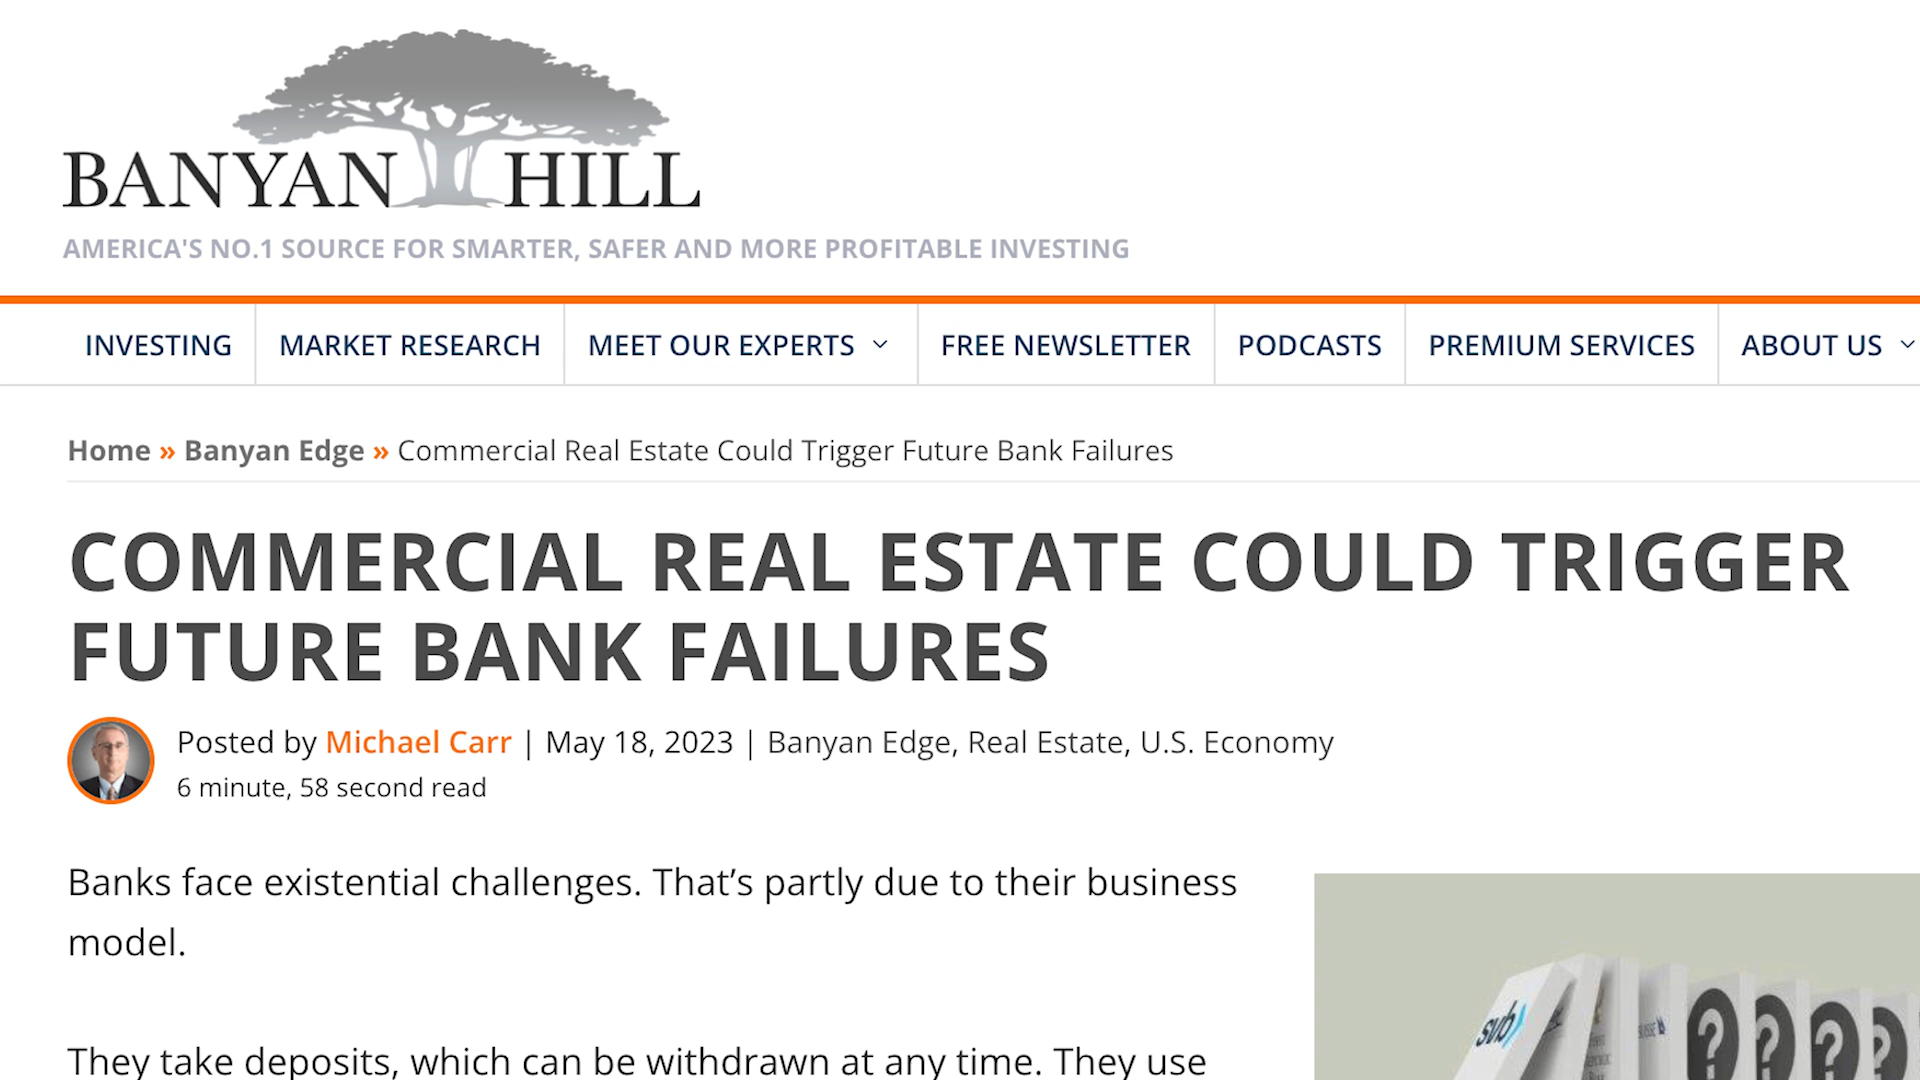 BANYAN HILL
AMERICA'S NO.1 SOURCE FOR SMARTER, SAFER AND MORE PROFITABLE INVESTING
INVESTING MARKET RESEARCH MEET OUR EXPERTS FREE NEWSLETTER PODCASTS PREMIUM SERVICES ABOUT US
Home » Banyan Edge » Commercial Real Estate Could Trigger Future Bank Failures
COMMERCIAL REAL ESTATE COULD TRIGGER
FUTURE BANK FAILURES
Posted by Michael Carr | May 18, 2023 | Banyan Edge, Real Estate, U.S. Economy
6 minute, 58 second read
Banks face existential challenges. That’s partly due to their business
model.
They take deposits, which can be withdrawn at any time. They use
svb
? ? ? ?